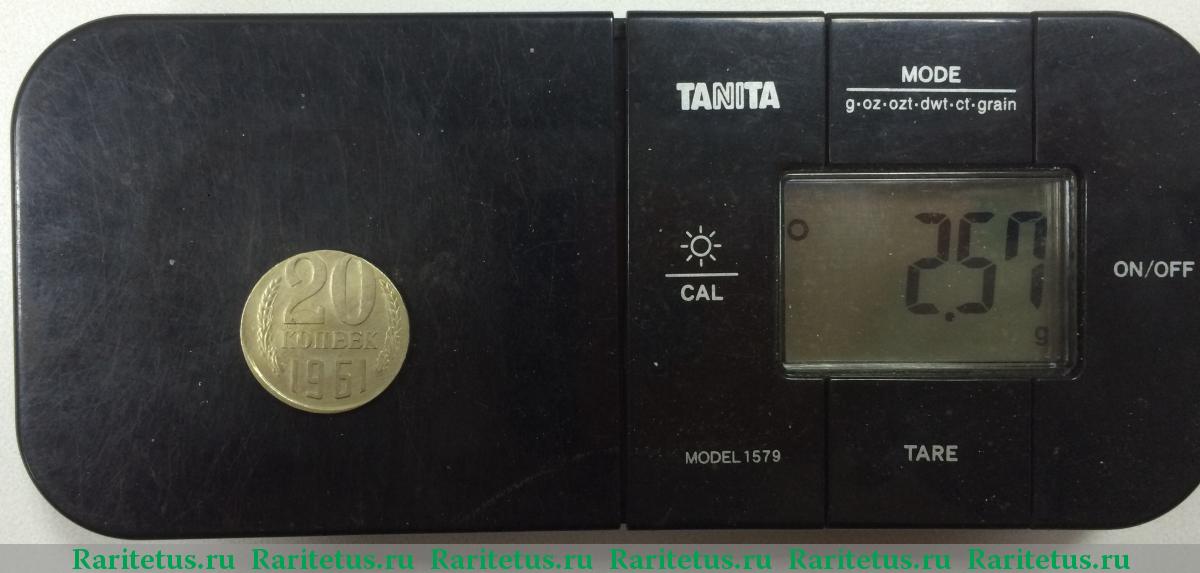 TANITA
MODE
g·oz·ozt·dwt·ct·grain
2.57
g
ON/OFF
CAL
20
КОПЕЕК
1961
MODEL 1579
TARE
Raritetus.ru Raritetus.ru Raritetus.ru Raritetus.ru Raritetus.ru Raritetus.ru